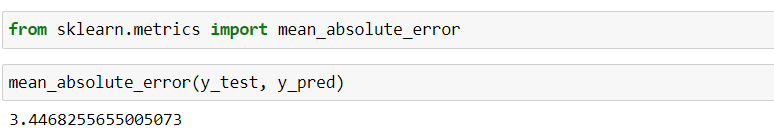 from sklearn.metrics import mean_absolute_error
mean_absolute_error(y_test, y_pred)
3.4468255655005073